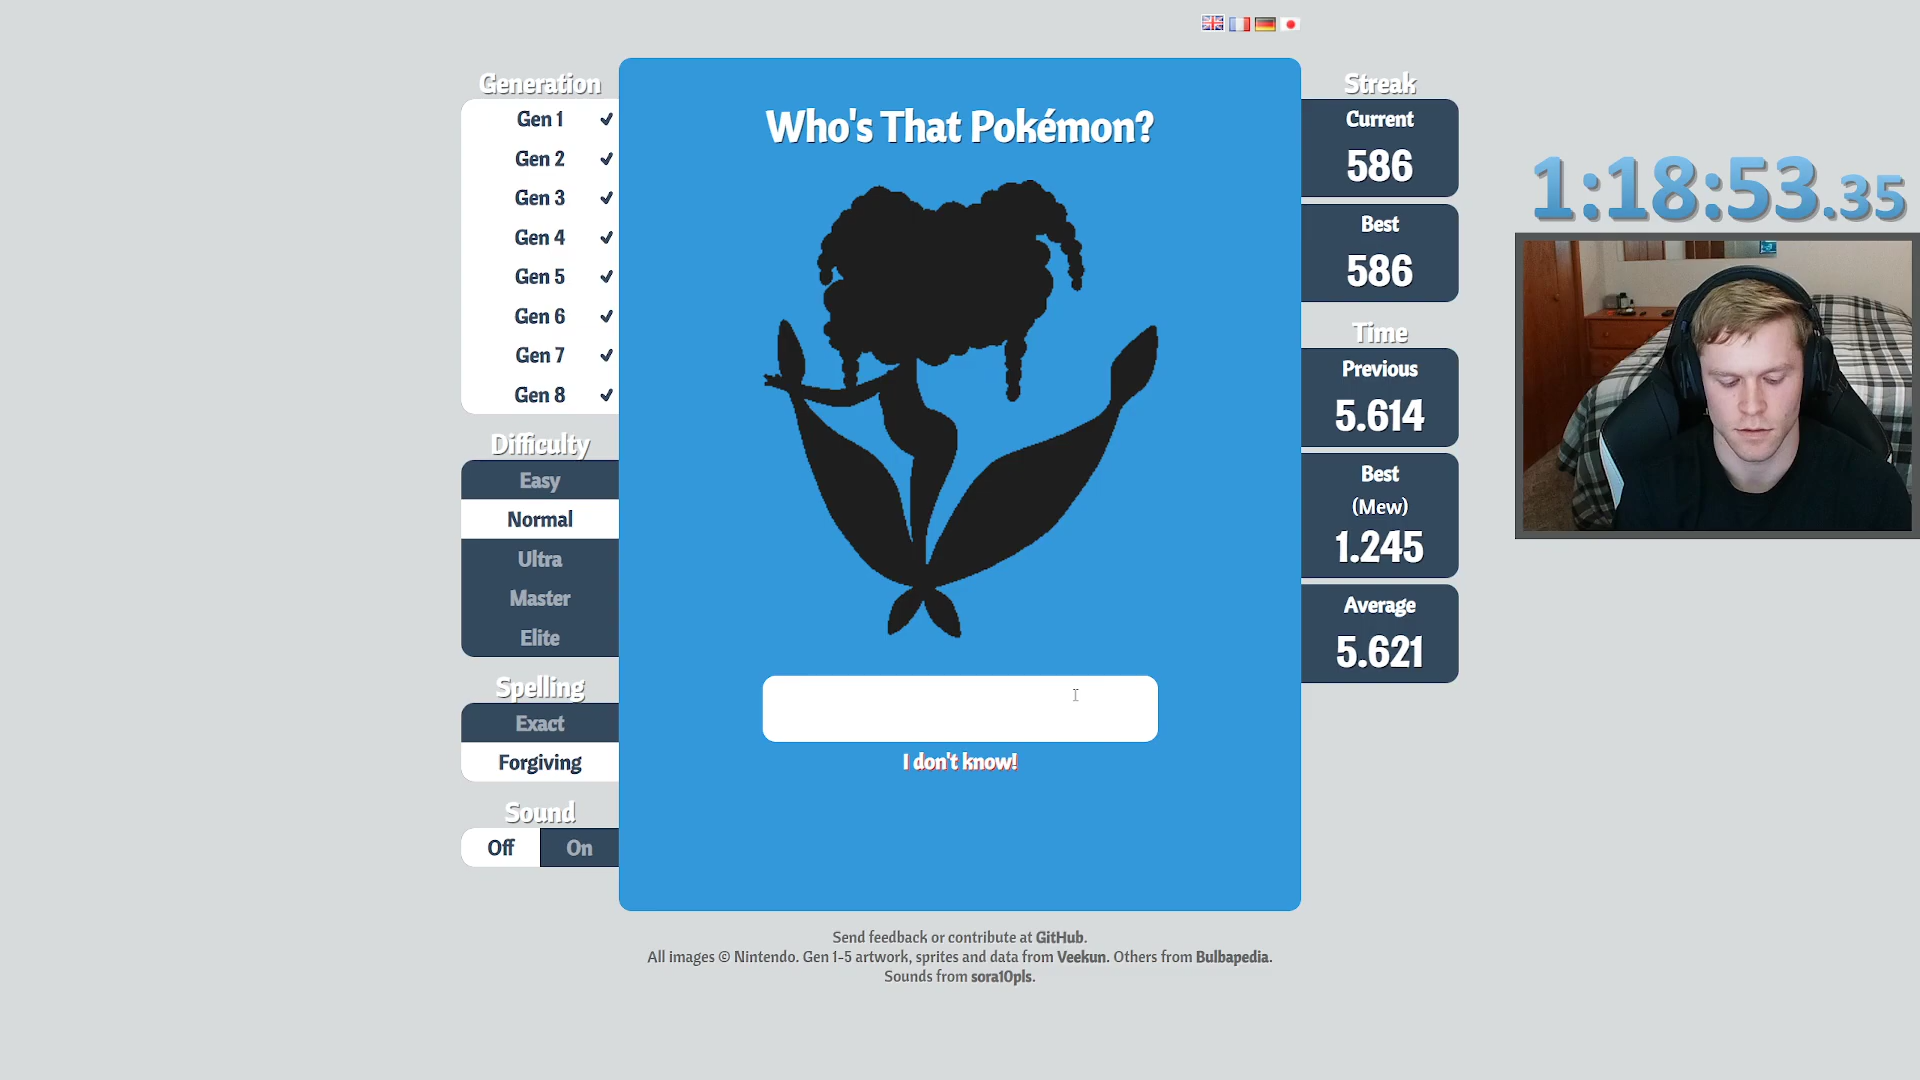 Generation
Gen 1
Gen 2
Gen 3
Gen 4
Gen 5
Gen 6
Gen 7
Gen 8
Difficulty
Easy
Normal
Ultra
Master
Elite
Spelling
Exact
Forgiving
Sound
Off On
Who's That Pokémon?
I don't know!
Streak
Current
586
Best
586
Time
Previous
5.614
Best
(Mew)
1.245
Average
5.621
1:18:53.35
Send feedback or contribute at GitHub.
All images © Nintendo. Gen 1-5 artwork, sprites and data from Veekun. Others from Bulbapedia.
Sounds from sora10pls.